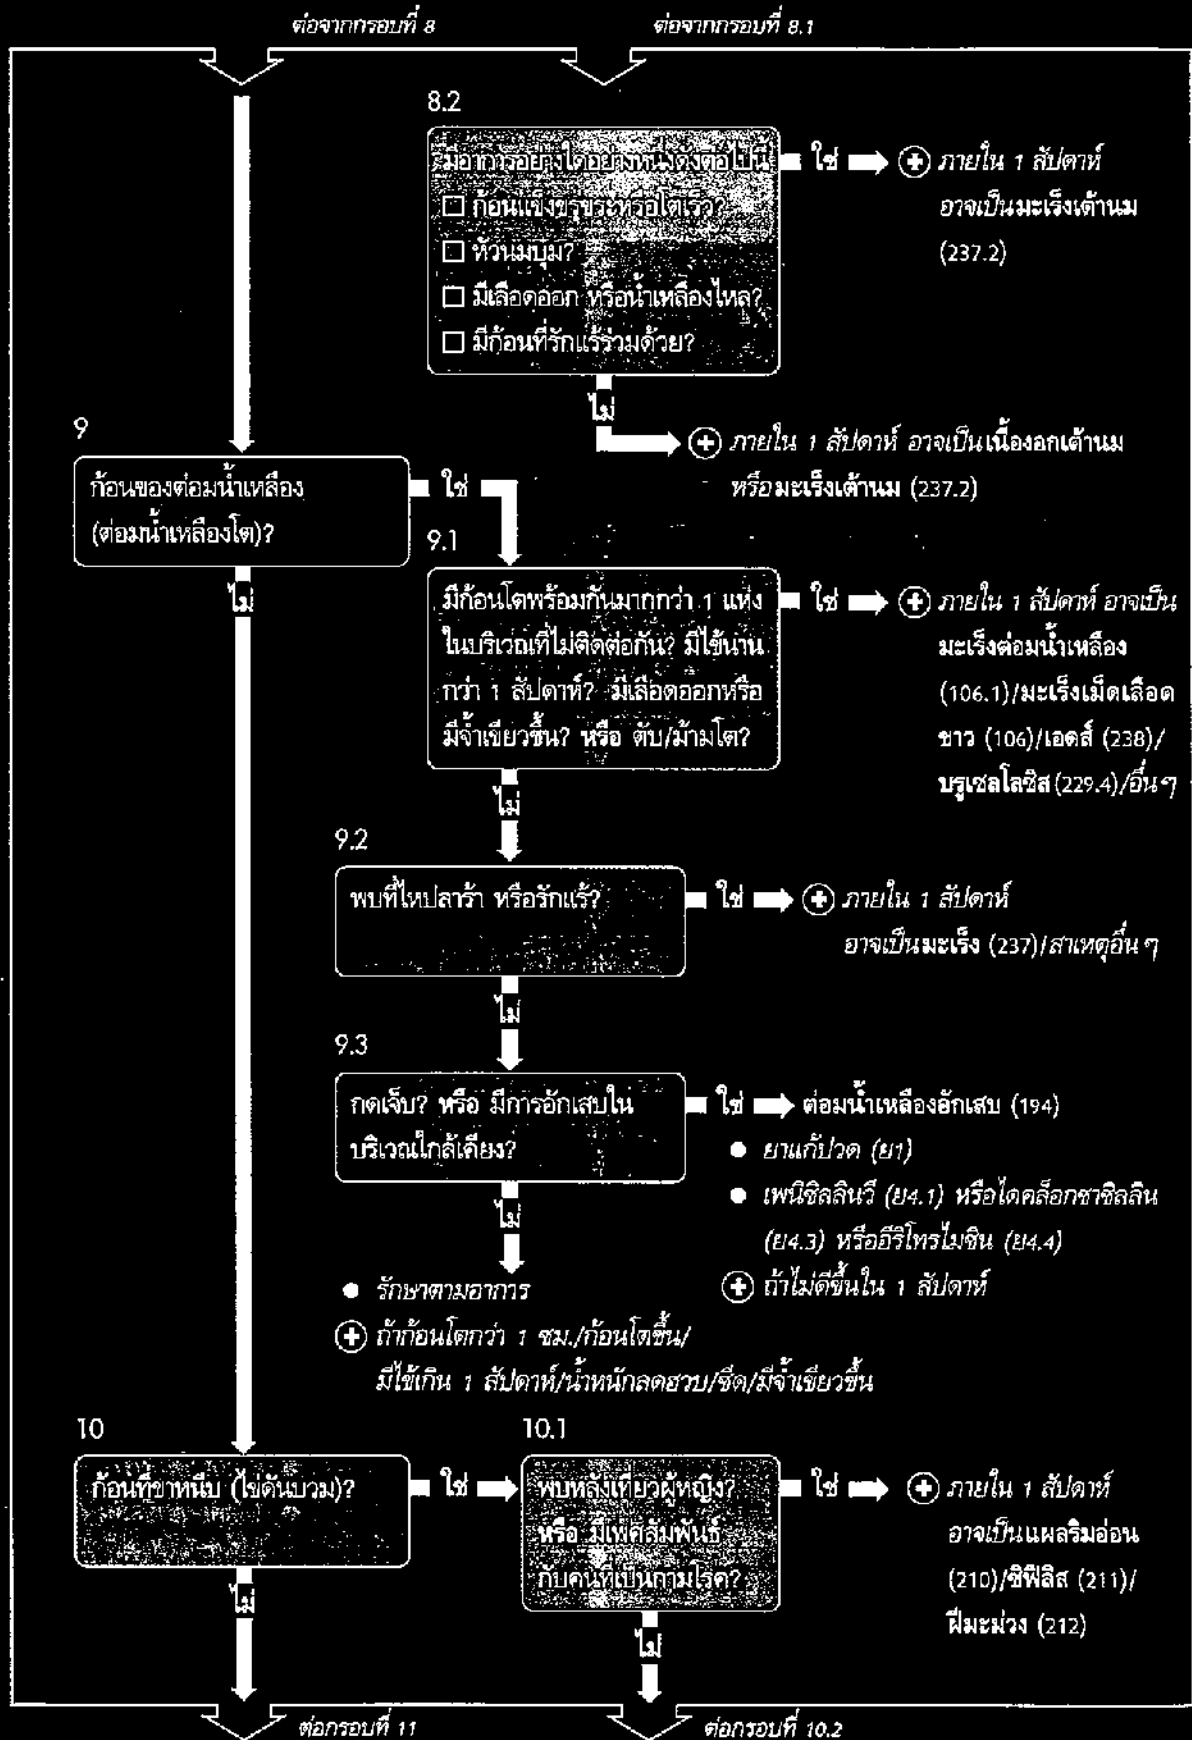 ต่อจากกรอบที่ 8
ต่อจากกรอบที่ 8.1
8.2
มีอาการอย่างใดอย่างหนึ่งดังต่อไปนี้
□ ก้อนแข็งขรุขระหรือโตเร็ว?
□ หัวนมบุ๋ม?
□ มีเลือดออก หรือน้ำเหลืองไหล?
□ มีก้อนที่รักแร้ร่วมด้วย?
ใช่
ภายใน 1 สัปดาห์
อาจเป็นมะเร็งเต้านม
(237.2)
ไม่
ภายใน 1 สัปดาห์ อาจเป็นเนื้องอกเต้านม
หรือมะเร็งเต้านม (237.2)
9
ก้อนของต่อมน้ำเหลือง
(ต่อมน้ำเหลืองโต)?
ใช่
ไม่
9.1
มีก้อนโตพร้อมกันมากกว่า 1 แห่ง
ในบริเวณที่ไม่ติดต่อกัน? มีไข้นาน
กว่า 1 สัปดาห์? มีเลือดออกหรือ
มีจ้ำเขียวขึ้น? หรือ ตับ/ม้ามโต?
ใช่
ภายใน 1 สัปดาห์ อาจเป็น
มะเร็งต่อมน้ำเหลือง
(106.1)/มะเร็งเม็ดเลือด
ขาว (106)/เอดส์ (238)/
บรูเซลโลซิส (229.4)/อื่นๆ
ไม่
9.2
พบที่ไหปลาร้า หรือรักแร้?
ใช่
ภายใน 1 สัปดาห์
อาจเป็นมะเร็ง (237)/สาเหตุอื่นๆ
ไม่
9.3
กดเจ็บ? หรือ มีการอักเสบใน
บริเวณใกล้เคียง?
ใช่
ต่อมน้ำเหลืองอักเสบ (194)
● ยาแก้ปวด (ย1)
● เพนิซิลลินวี (ย4.1) หรือไดคล็อกซาซิลลิน
(ย4.3) หรืออีริโทรไมซิน (ย4.4)
ถ้าไม่ดีขึ้นใน 1 สัปดาห์
ไม่
● รักษาตามอาการ
ถ้าก้อนโตกว่า 1 ซม./ก้อนโตขึ้น/
มีไข้เกิน 1 สัปดาห์/น้ำหนักลดฮวบ/ซีด/มีจ้ำเขียวขึ้น
10
ก้อนที่ขาหนีบ (ไข่ดันบวม)?
ใช่
ไม่
10.1
พบหลังเที่ยวผู้หญิง?
หรือ มีเพศสัมพันธ์
กับคนที่เป็นกามโรค?
ใช่
ภายใน 1 สัปดาห์
อาจเป็นแผลริมอ่อน
(210)/ซิฟิลิส (211)/
ฝีมะม่วง (212)
ไม่
ต่อกรอบที่ 11
ต่อกรอบที่ 10.2